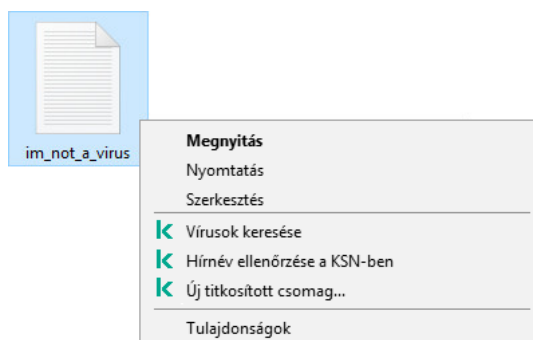 im_not_a_virus
Megnyitás
Nyomtatás
Szerkesztés
Vírusok keresése
Hírnév ellenőrzése a KSN-ben
Új titkosított csomag...
Tulajdonságok